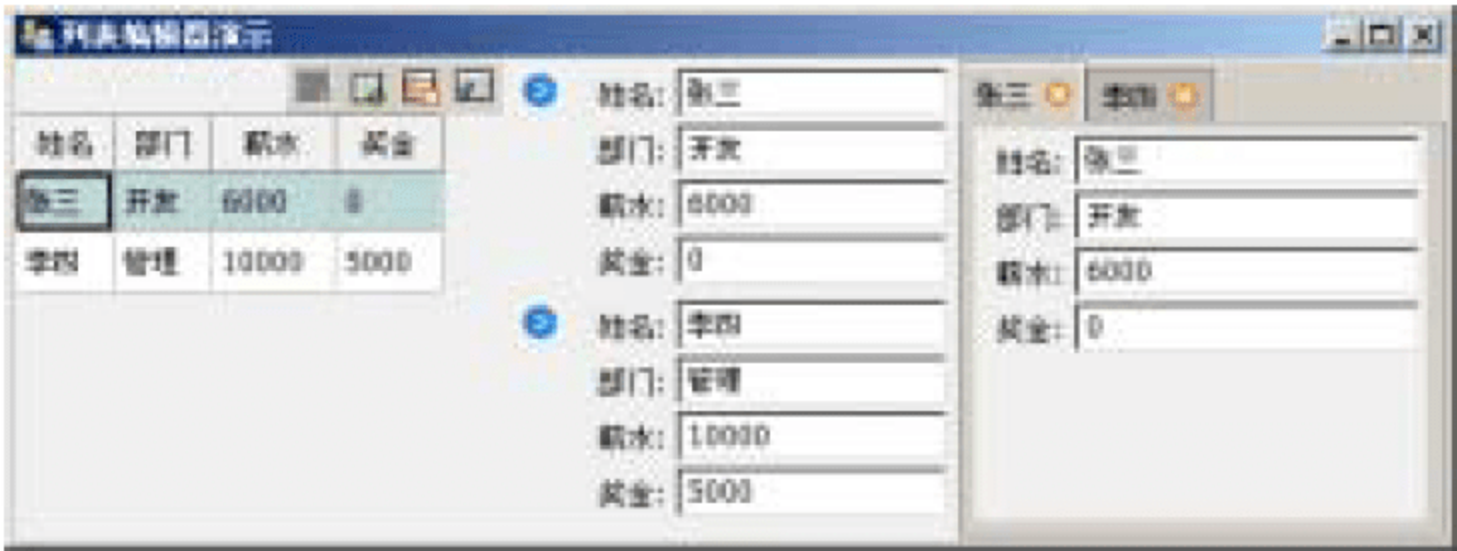 列表编辑器演示
姓名 部门 薪水 奖金
张三 开发 6000 0
李四 管理 10000 5000
姓名: 张三
部门: 开发
薪水: 6000
奖金: 0
姓名: 李四
部门: 管理
薪水: 10000
奖金: 5000
张三 李四
姓名: 张三
部门: 开发
薪水: 6000
奖金: 0